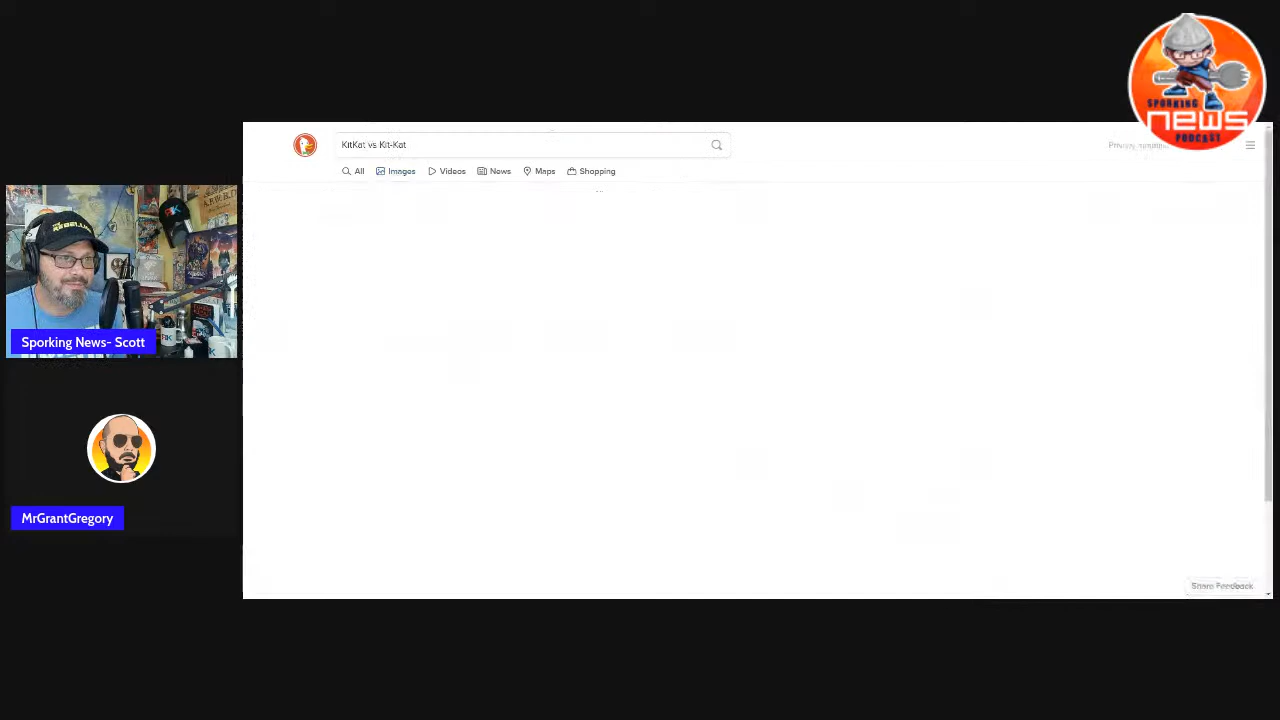 SPORKING
NEWS
PODCAST
KitKat vs Kit-Kat
All
Images
Videos
News
Maps
Shopping
Sporking News- Scott
MrGrantGregory
Share Feedback